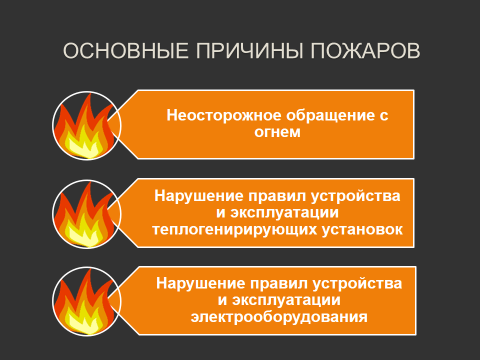 ОСНОВНЫЕ ПРИЧИНЫ ПОЖАРОВ
Неосторожное обращение с
огнем
Нарушение правил устройства
и эксплуатации
теплогенирирующих установок
Нарушение правил устройства
и эксплуатации
электрооборудования